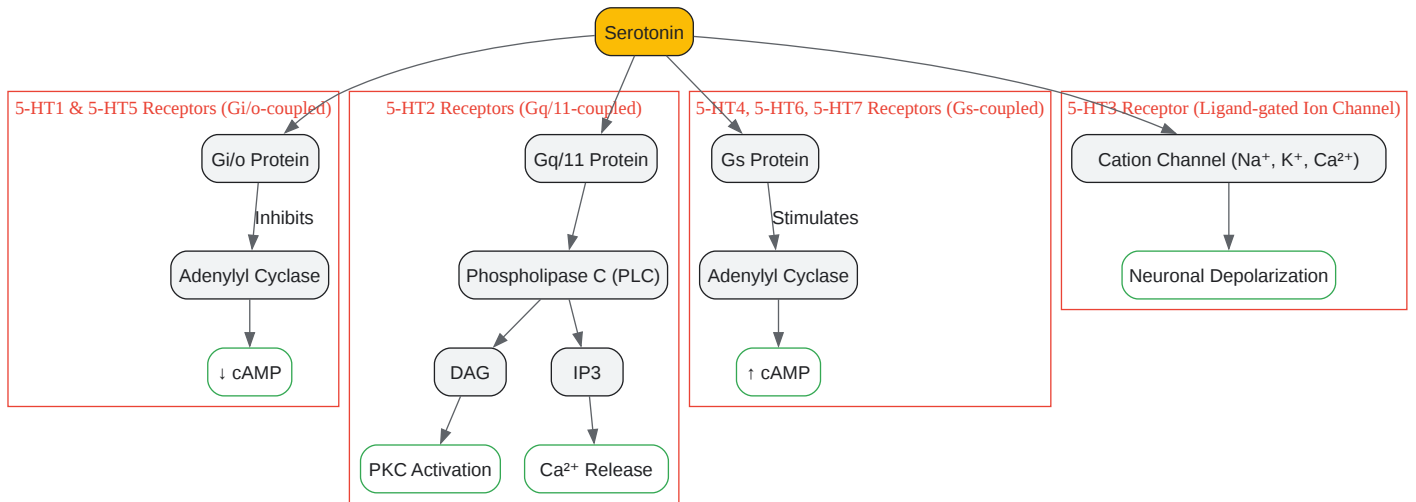 Serotonin
5-HT1 & 5-HT5 Receptors (Gi/o-coupled)
Gi/o Protein
Inhibits
Adenylyl Cyclase
↓ cAMP
5-HT2 Receptors (Gq/11-coupled)
Gq/11 Protein
Phospholipase C (PLC)
DAG
IP3
PKC Activation
Ca²⁺ Release
5-HT4, 5-HT6, 5-HT7 Receptors (Gs-coupled)
Gs Protein
Stimulates
Adenylyl Cyclase
↑ cAMP
5-HT3 Receptor (Ligand-gated Ion Channel)
Cation Channel (Na⁺, K⁺, Ca²⁺)
Neuronal Depolarization